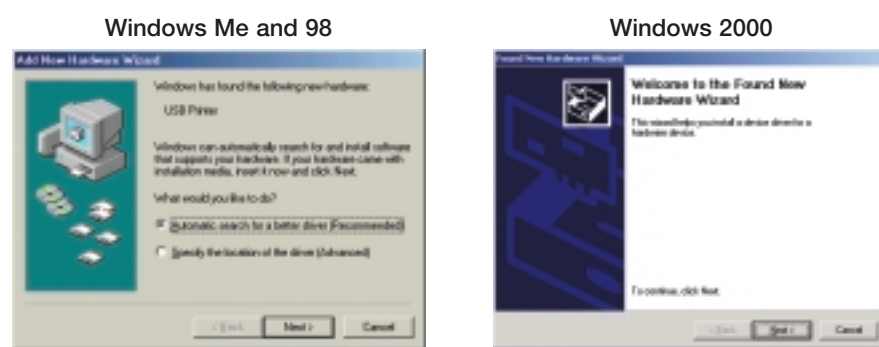 Windows Me and 98
Windows 2000
Add New Hardware Wizard
Windows has found the following new hardware:
USB Printer
Windows can automatically search for and install software
that supports your hardware. If your hardware came with
installation media, insert it now and click Next.
What would you like to do?
Automatic search for a better driver (Recommended)
Specify the location of the driver (Advanced)
< Back
Next >
Cancel
Found New Hardware Wizard
Welcome to the Found New
Hardware Wizard
This wizard helps you install a device driver for a
hardware device.
To continue, click Next.
< Back
Next >
Cancel